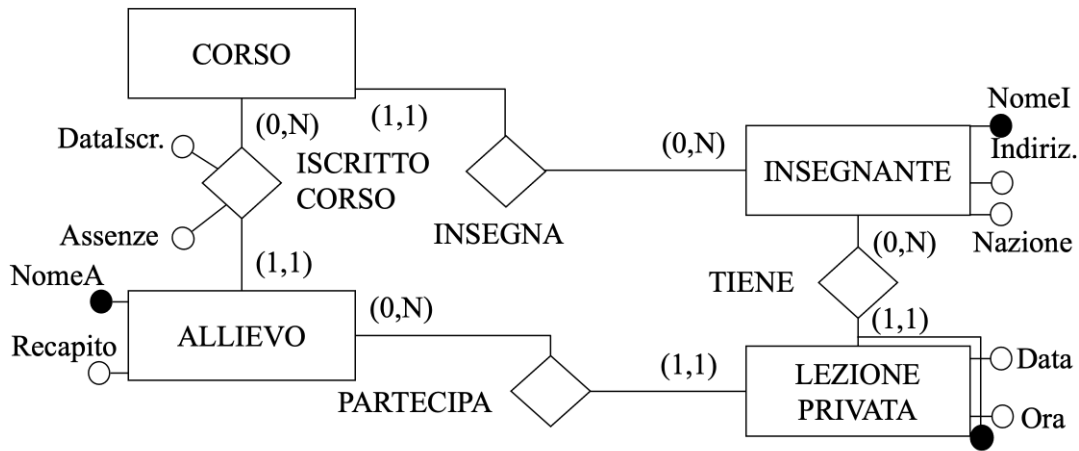 CORSO
NomeI
(0,N)
(1,1)
DataIscr.
(0,N)
Indiriz.
ISCRITTO
CORSO
INSEGNANTE
INSEGNA
Assenze
(0,N)
Nazione
(1,1)
NomeA
TIENE
(0,N)
(1,1)
ALLIEVO
Recapito
Data
(1,1)
LEZIONE
PRIVATA
PARTECIPA
Ora